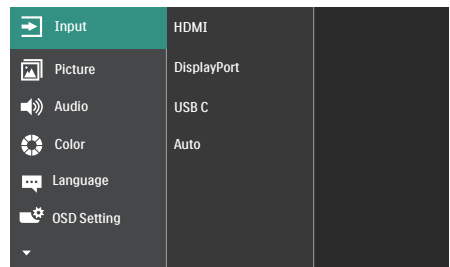 Input
HDMI
Picture
DisplayPort
Audio
USB C
Color
Auto
Language
OSD Setting